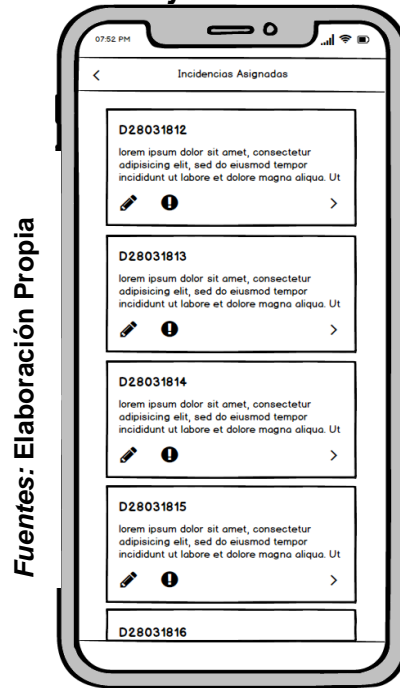 07:52 PM
Incidencias Asignadas
D28031812
lorem ipsum dolor sit amet, consectetur
adipisicing elit, sed do eiusmod tempor
incididunt ut labore et dolore magna aliqua. Ut
D28031813
lorem ipsum dolor sit amet, consectetur
adipisicing elit, sed do eiusmod tempor
incididunt ut labore et dolore magna aliqua. Ut
D28031814
lorem ipsum dolor sit amet, consectetur
adipisicing elit, sed do eiusmod tempor
incididunt ut labore et dolore magna aliqua. Ut
D28031815
lorem ipsum dolor sit amet, consectetur
adipisicing elit, sed do eiusmod tempor
incididunt ut labore et dolore magna aliqua. Ut
D28031816
Fuentes: Elaboración Propia